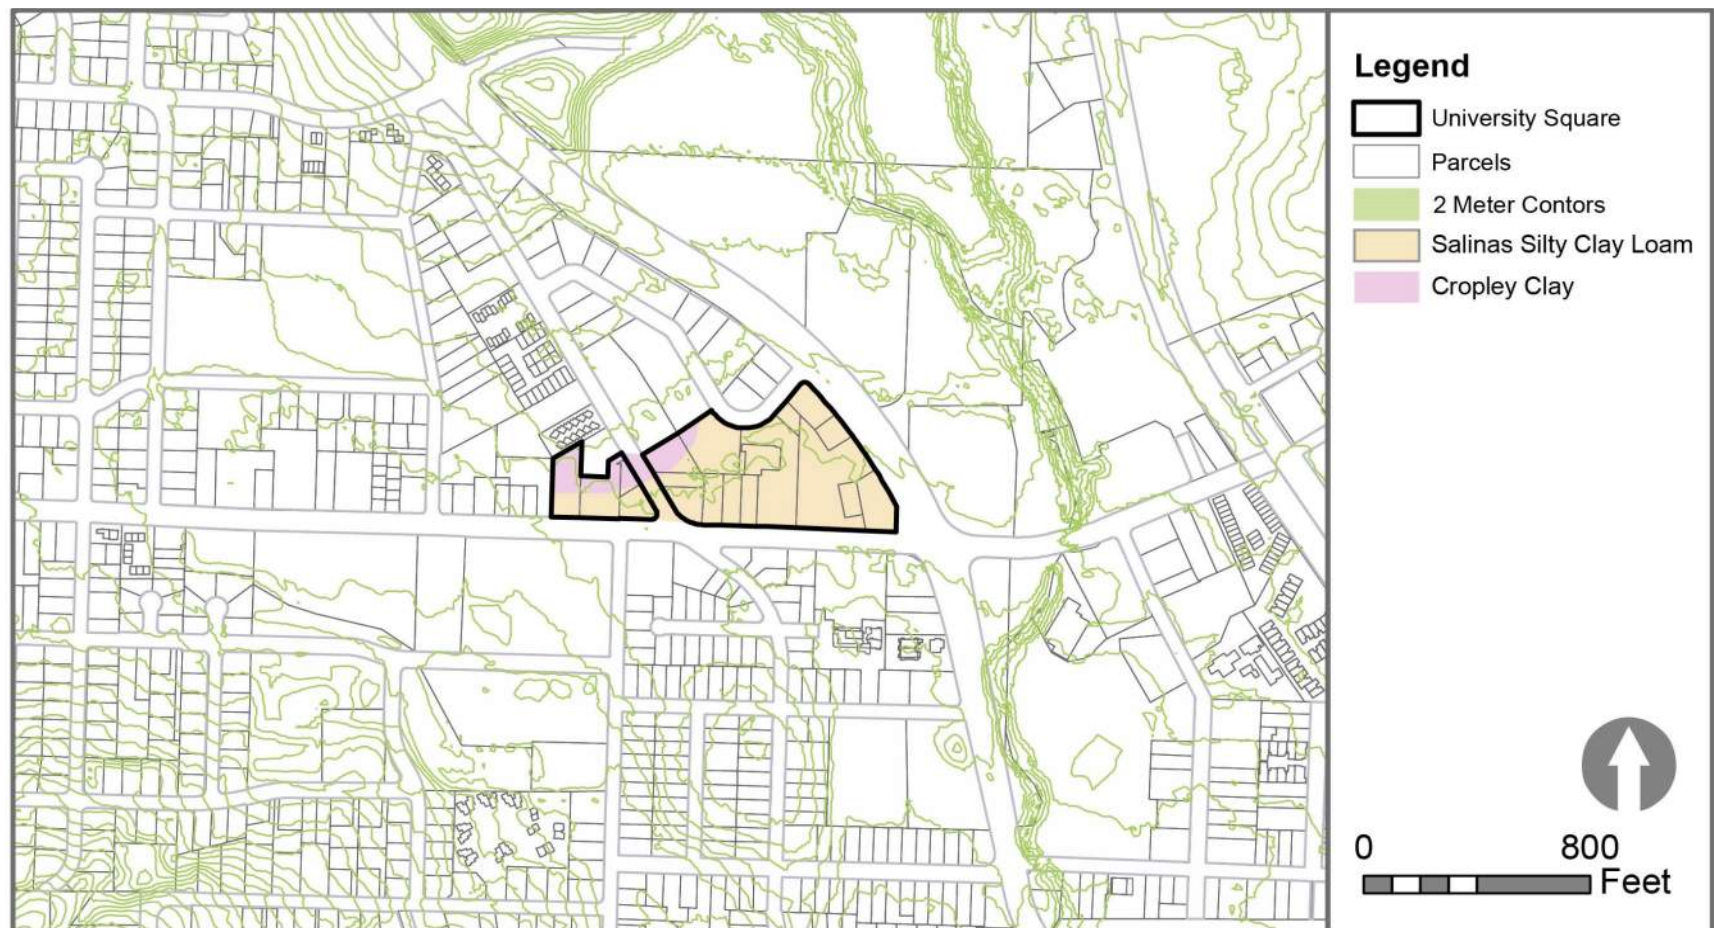 Legend
University Square
Parcels
2 Meter Contors
Salinas Silty Clay Loam
Cropley Clay
0 800
Feet